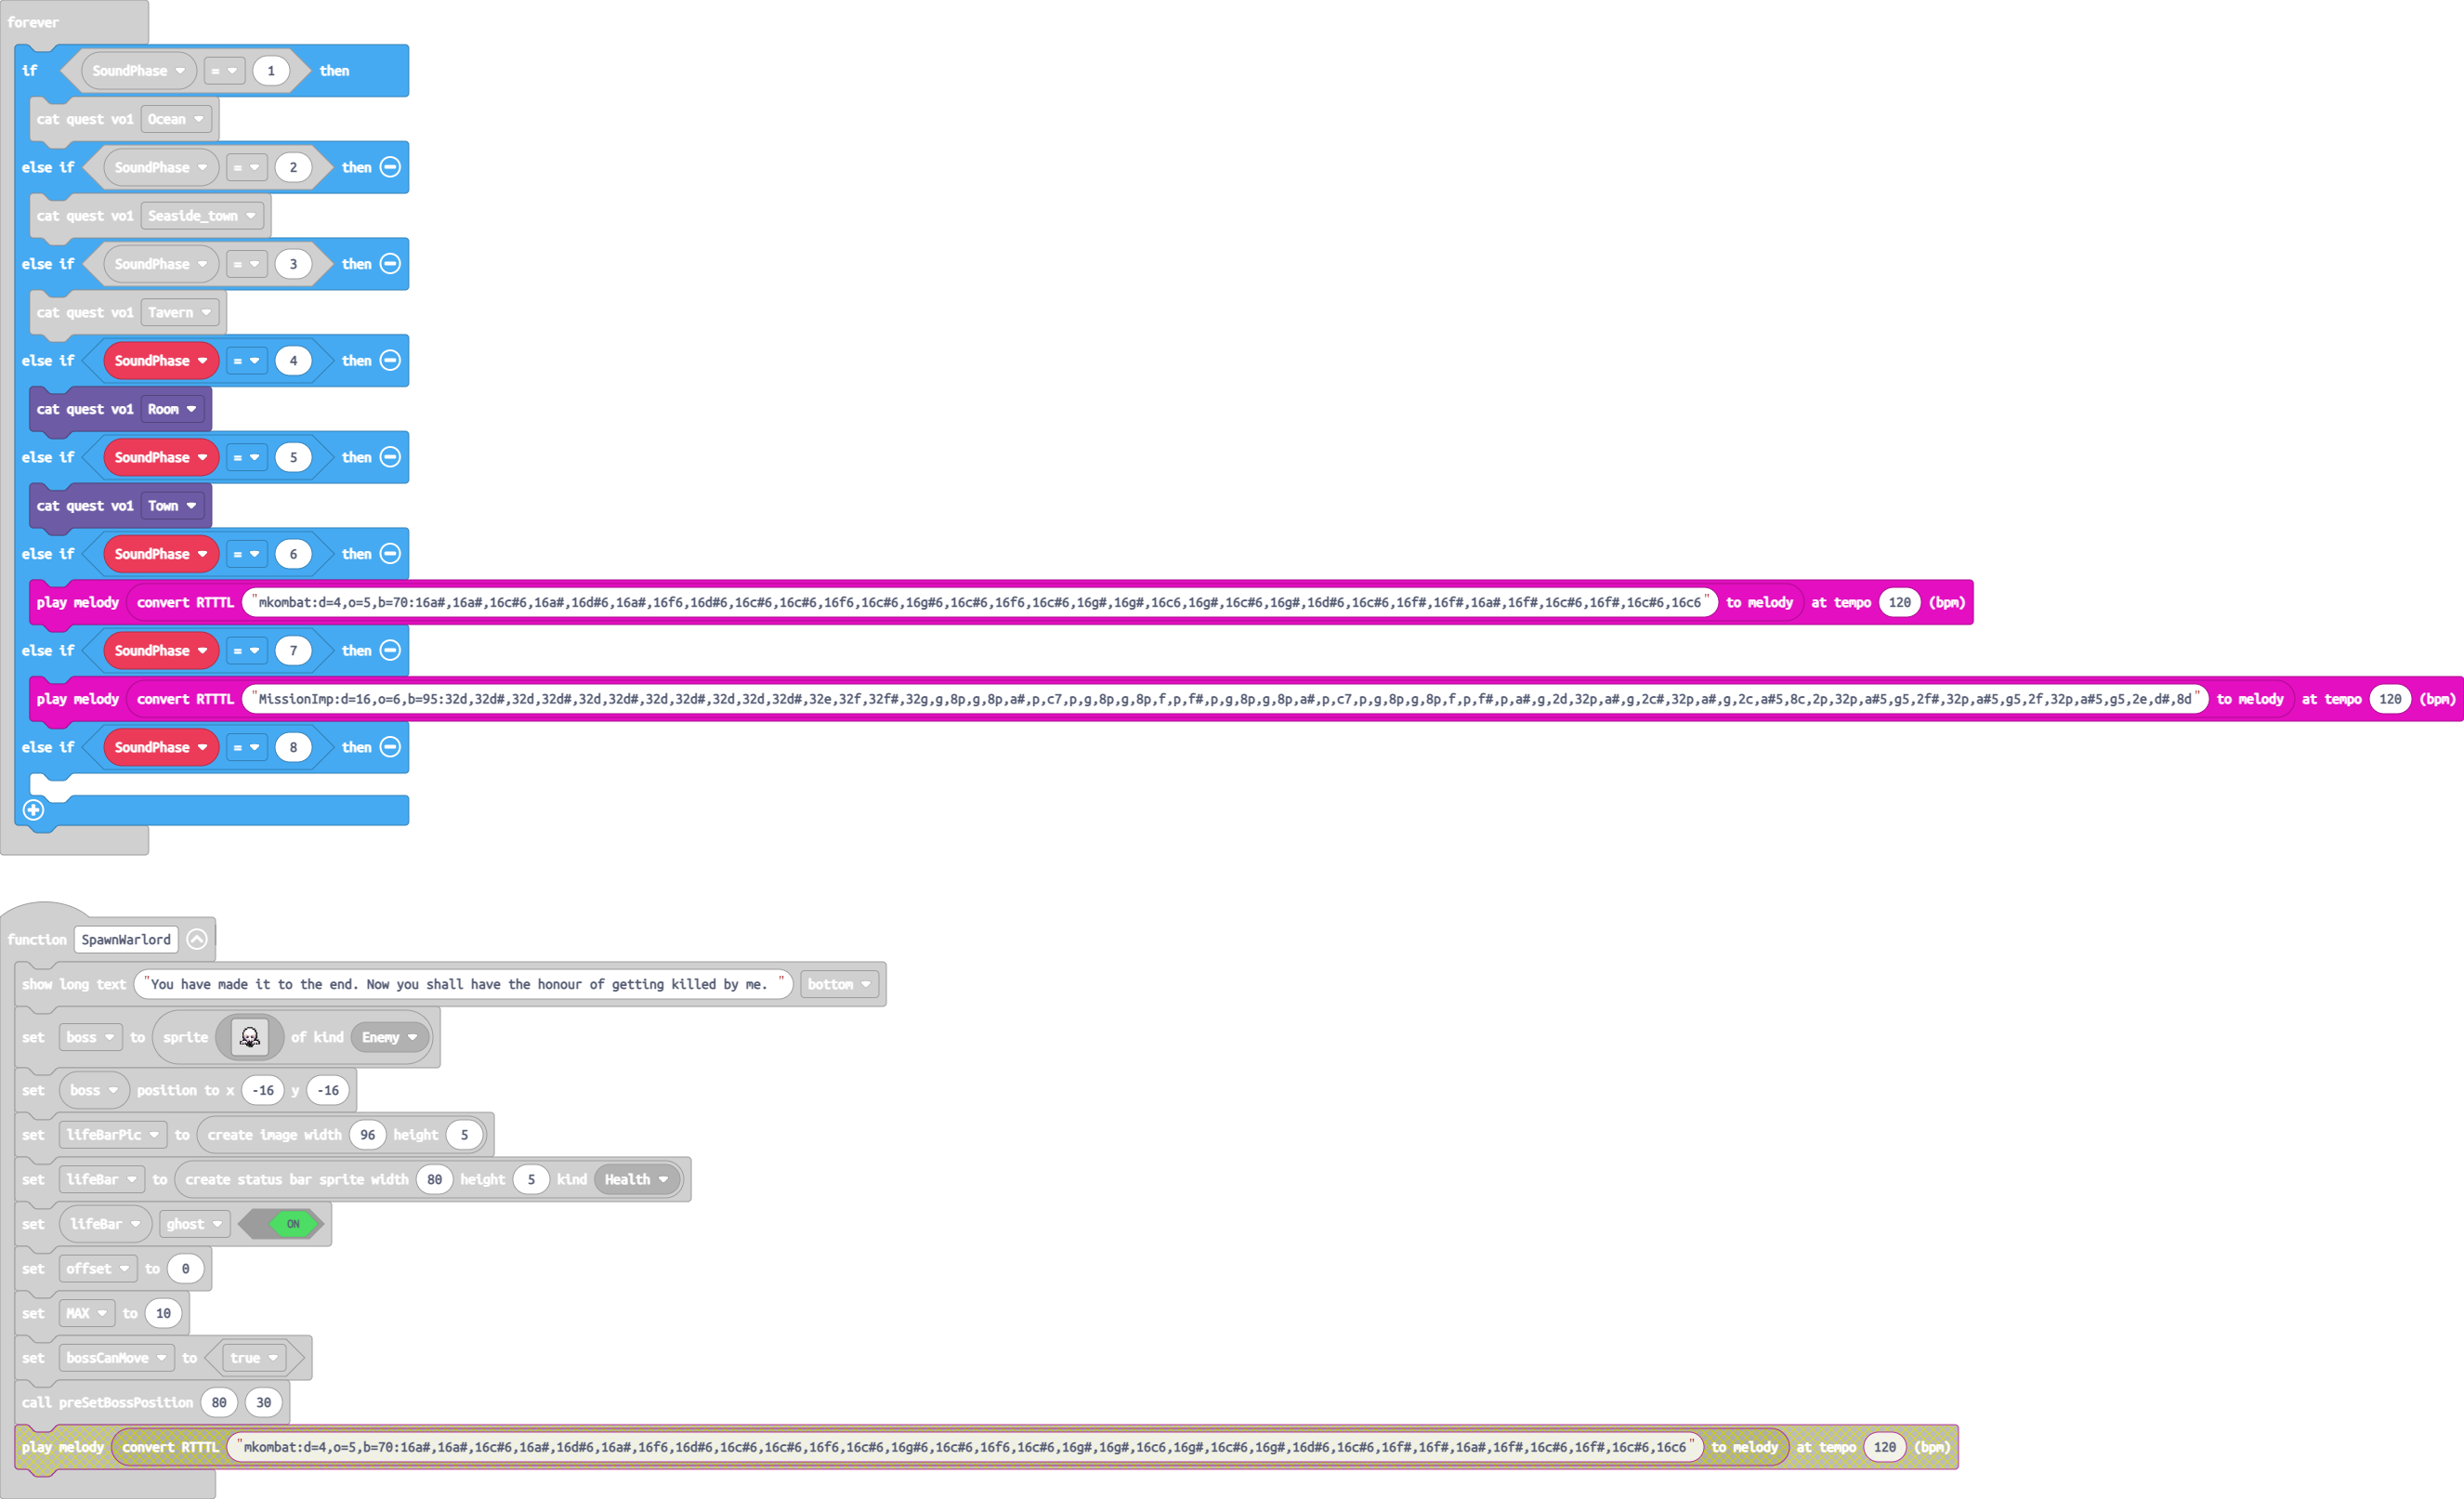 forever
if SoundPhase = 1 then
cat quest vo1 Ocean
else if SoundPhase = 2 then
cat quest vo1 Seaside_town
else if SoundPhase = 3 then
cat quest vo1 Tavern
else if SoundPhase = 4 then
cat quest vo1 Room
else if SoundPhase = 5 then
cat quest vo1 Town
else if SoundPhase = 6 then
play melody convert RTTTL "mkombat:d=4,o=5,b=70:16a#,16a#,16c#6,16a#,16d#6,16a#,16f6,16d#6,16c#6,16c#6,16f6,16c#6,16g#6,16c#6,16f6,16c#6,16g#,16g#,16c6,16g#,16c#6,16g#,16d#6,16c#6,16f#,16f#,16a#,16f#,16c#6,16f#,16c#6,16c6" to melody at tempo 120 (bpm)
else if SoundPhase = 7 then
play melody convert RTTTL "MissionImp:d=16,o=6,b=95:32d,32d#,32d,32d#,32d,32d#,32d,32d#,32d,32d,32d#,32e,32f,32f#,32g,g,8p,g,8p,a#,p,c7,p,g,8p,g,8p,f,p,f#,p,g,8p,g,8p,a#,p,c7,p,g,8p,g,8p,f,p,f#,p,a#,g,2d,32p,a#,g,2c#,32p,a#,g,2c,a#5,8c,2p,32p,a#5,g5,2f#,32p,a#5,g5,2f,32p,a#5,g5,2e,d#,8d" to melody at tempo 120 (bpm)
else if SoundPhase = 8 then
function SpawnWarlord
show long text "You have made it to the end. Now you shall have the honour of getting killed by me. " bottom
set boss to sprite of kind Enemy
set boss position to x -16 y -16
set lifeBarPic to create image width 96 height 5
set lifeBar to create status bar sprite width 80 height 5 kind Health
set lifeBar ghost ON
set offset to 0
set MAX to 10
set bossCanMove to true
call preSetBossPosition 80 30
play melody convert RTTTL "mkombat:d=4,o=5,b=70:16a#,16a#,16c#6,16a#,16d#6,16a#,16f6,16d#6,16c#6,16c#6,16f6,16c#6,16g#6,16c#6,16f6,16c#6,16g#,16g#,16c6,16g#,16c#6,16g#,16d#6,16c#6,16f#,16f#,16a#,16f#,16c#6,16f#,16c#6,16c6" to melody at tempo 120 (bpm)